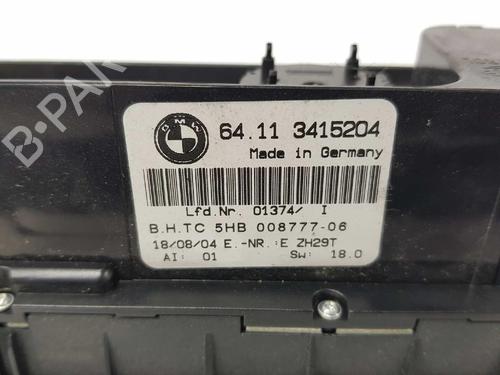 BMW
64.11 3415204
Made in Germany
Lfd.Nr. 01374/ I
B.H.TC 5HB 008777-06
18/08/04 E.-NR.:E ZH29T
AI: 01 SW: 18.0
B-PARTS